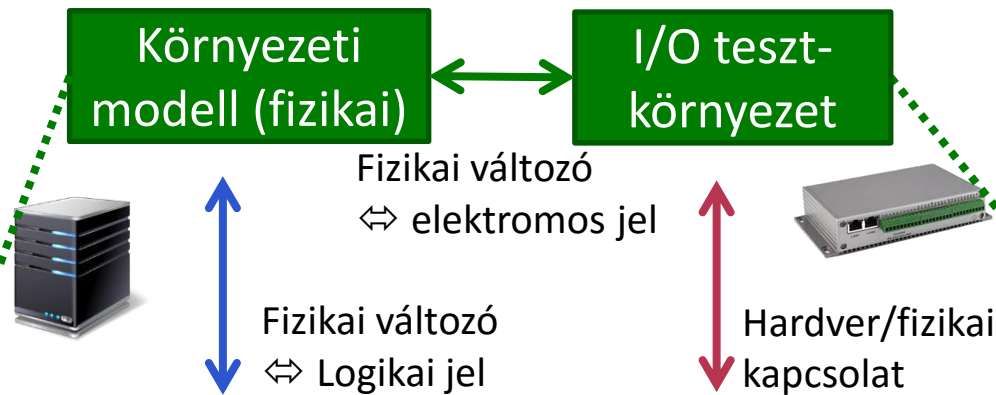 Környezeti
modell (fizikai)
I/O teszt-
környezet
Fizikai változó
⬄ elektromos jel
Fizikai változó
⬄ Logikai jel
Hardver/fizikai
kapcsolat